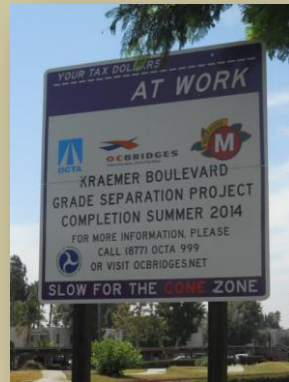 YOUR TAX DOLLARS
AT WORK
OCTA
OCBRIDGES
M
KRAEMER BOULEVARD
GRADE SEPARATION PROJECT
COMPLETION SUMMER 2014
FOR MORE INFORMATION, PLEASE
CALL (877) OCTA 999
OR VISIT OCBRIDGES.NET
SLOW FOR THE CONE ZONE